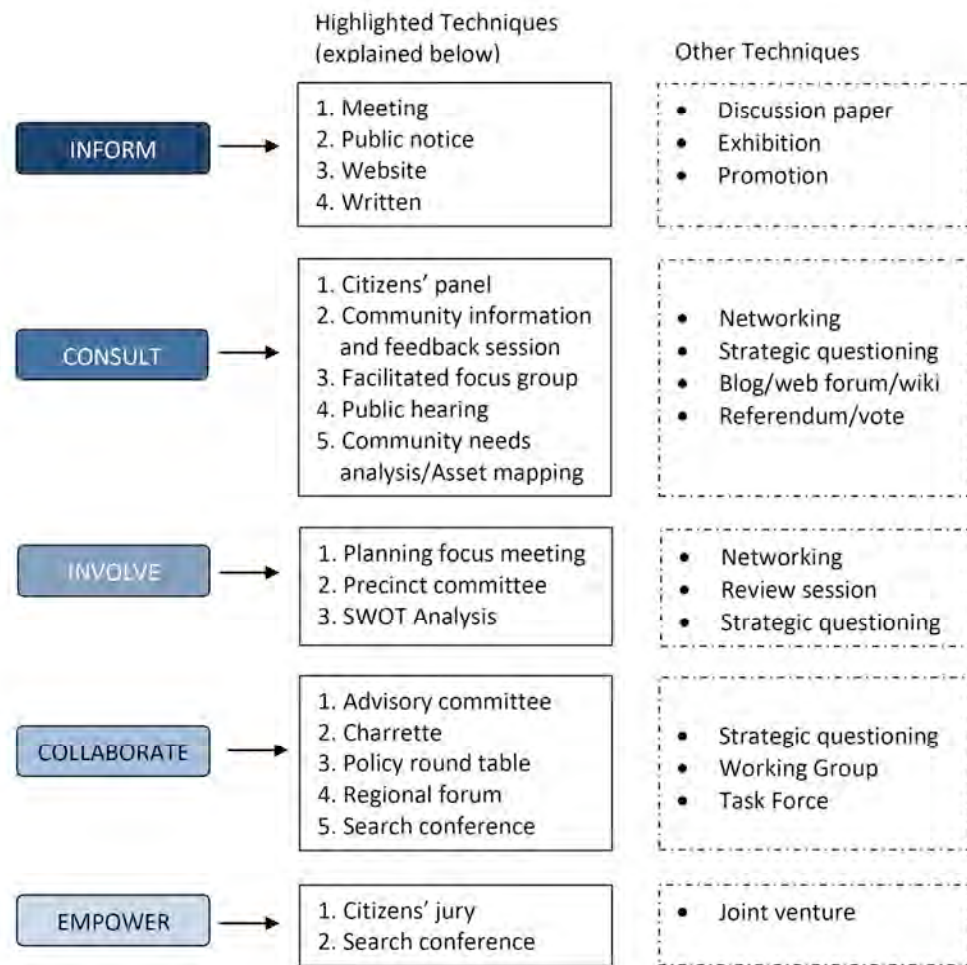 Highlighted Techniques
(explained below)
Other Techniques
INFORM
1. Meeting
2. Public notice
3. Website
4. Written
• Discussion paper
• Exhibition
• Promotion
CONSULT
1. Citizens’ panel
2. Community information
and feedback session
3. Facilitated focus group
4. Public hearing
5. Community needs
analysis/Asset mapping
• Networking
• Strategic questioning
• Blog/web forum/wiki
• Referendum/vote
INVOLVE
1. Planning focus meeting
2. Precinct committee
3. SWOT Analysis
• Networking
• Review session
• Strategic questioning
COLLABORATE
1. Advisory committee
2. Charrette
3. Policy round table
4. Regional forum
5. Search conference
• Strategic questioning
• Working Group
• Task Force
EMPOWER
1. Citizens’ jury
2. Search conference
• Joint venture